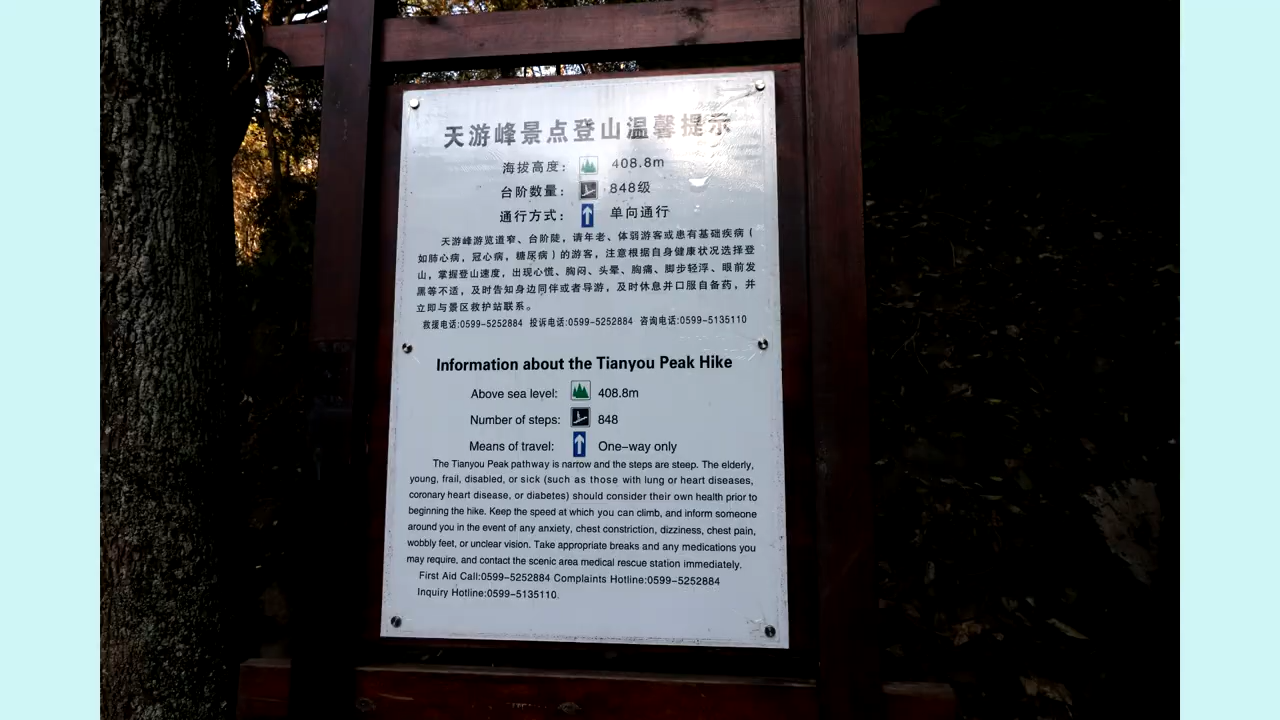 天游峰景点登山温馨提示
海拔高度： 408.8m
台阶数量： 848级
通行方式： 单向通行
天游峰游览道窄、台阶陡，请年老、体弱游客或患有基础疾病（
如肺心病，冠心病，糖尿病）的游客，注意根据自身健康状况选择登
山，掌握登山速度，出现心慌、胸闷、头晕、胸痛、脚步轻浮、眼前发
黑等不适，及时告知身边同伴或者导游，及时休息并口服自备药，并
立即与景区救护站联系。
救援电话:0599-5252884 投诉电话:0599-5252884 咨询电话:0599-5135110
Information about the Tianyou Peak Hike
Above sea level: 408.8m
Number of steps: 848
Means of travel: One-way only
The Tianyou Peak pathway is narrow and the steps are steep. The elderly,
young, frail, disabled, or sick (such as those with lung or heart diseases,
coronary heart disease, or diabetes) should consider their own health prior to
beginning the hike. Keep the speed at which you can climb, and inform someone
around you in the event of any anxiety, chest constriction, dizziness, chest pain,
wobbly feet, or unclear vision. Take appropriate breaks and any medications you
may require, and contact the scenic area medical rescue station immediately.
First Aid Call:0599-5252884 Complaints Hotline:0599-5252884
Inquiry Hotline:0599-5135110.